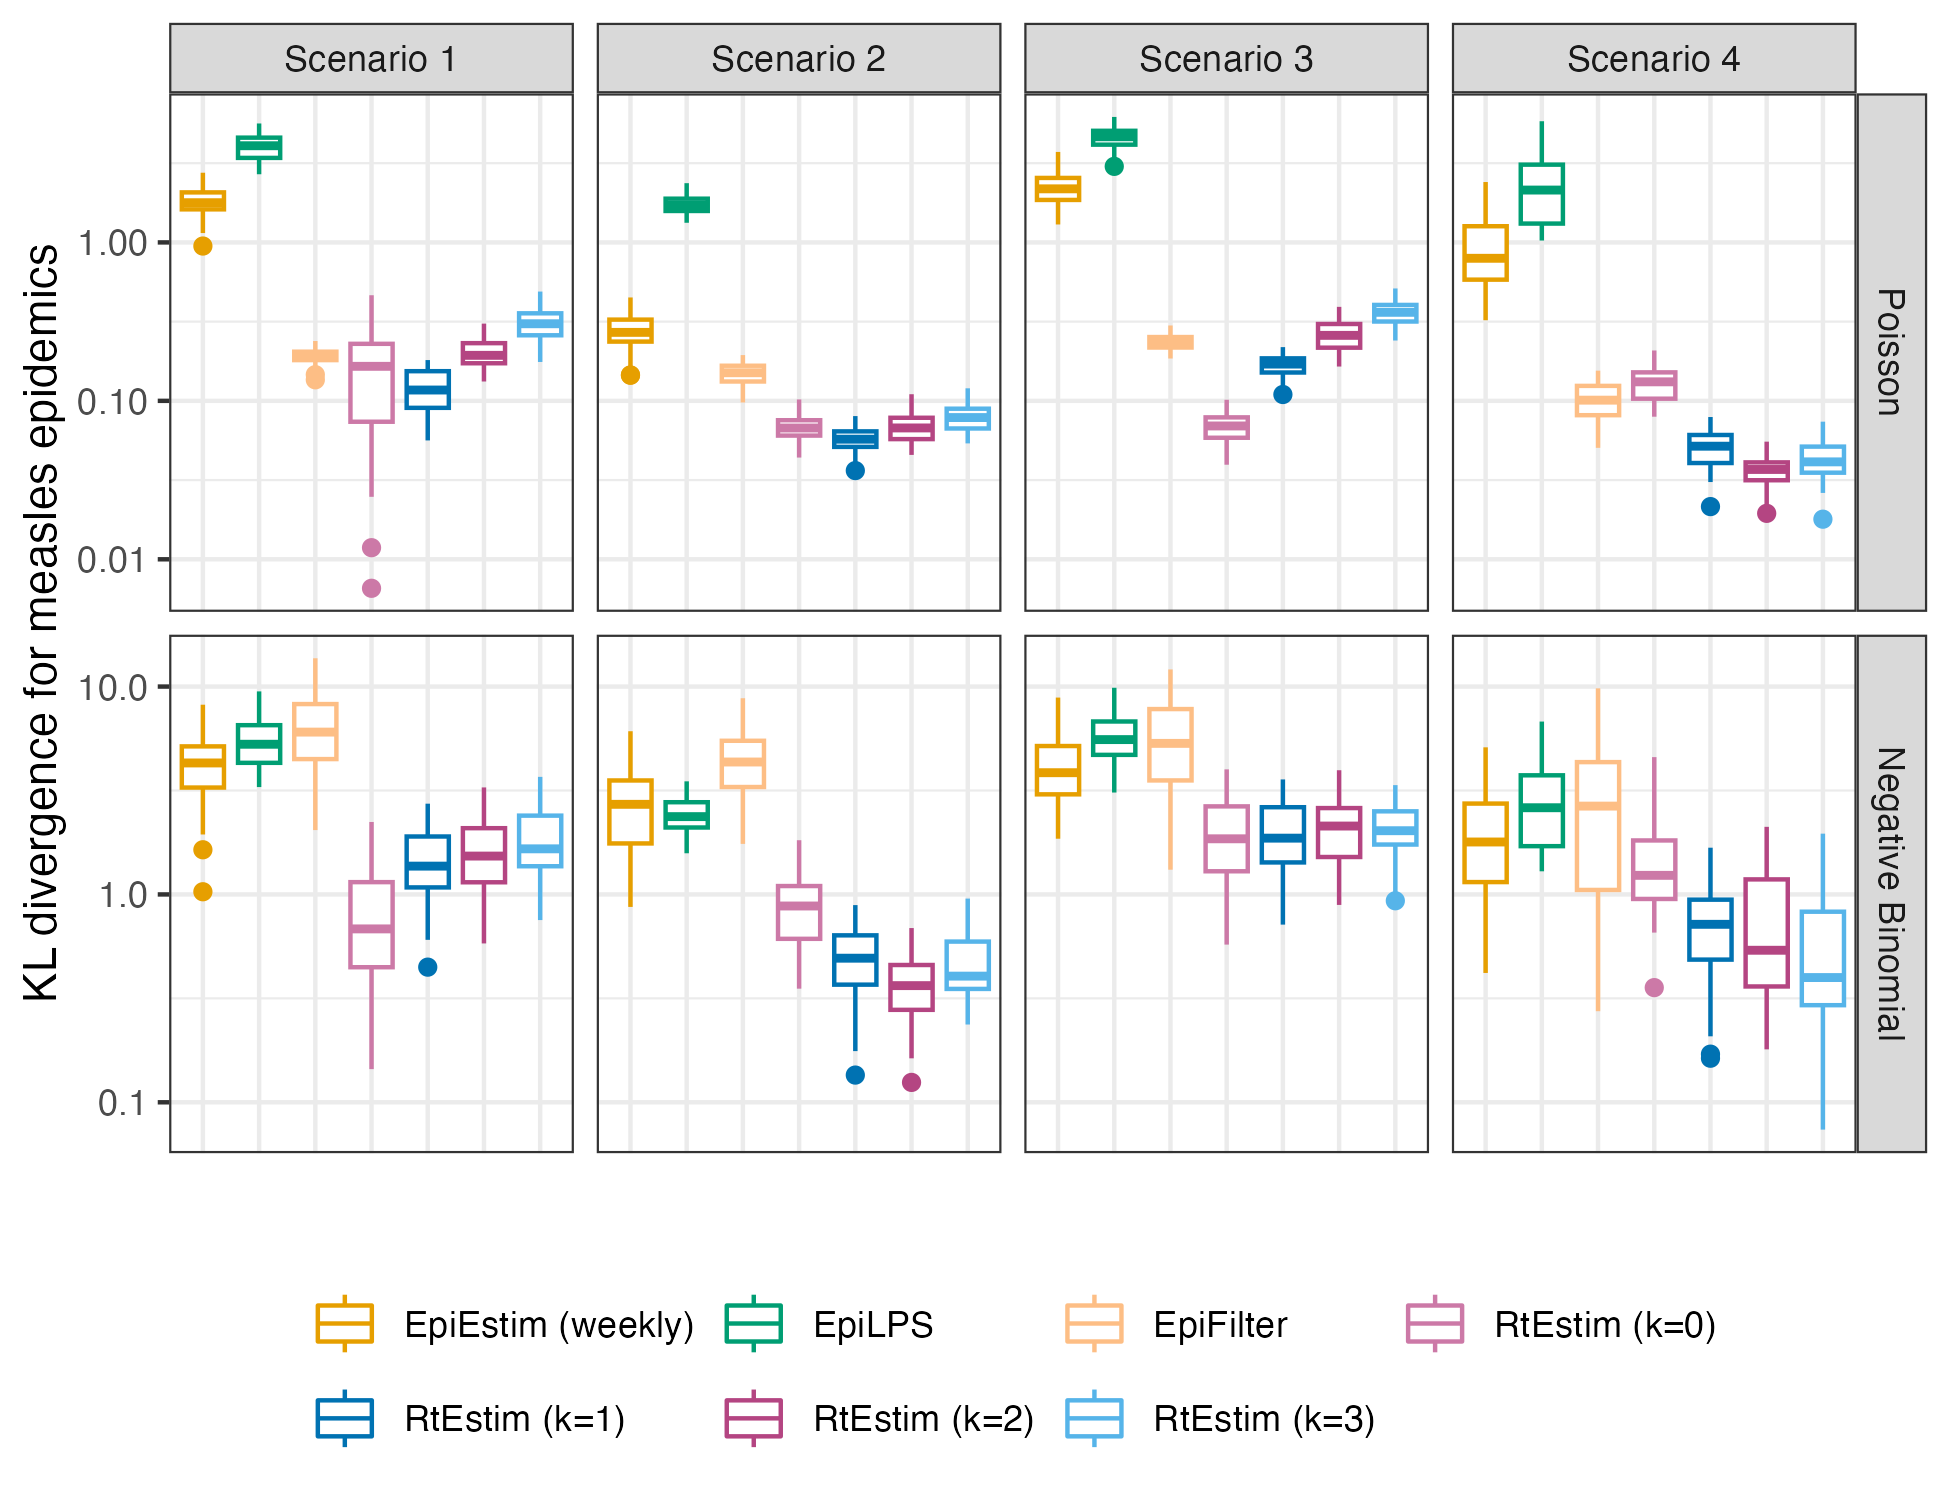 Scenario 1
Scenario 2
Scenario 3
Scenario 4
KL divergence for measles epidemics
1.00
0.10
0.01
Poisson
10.0
1.0
0.1
Negative Binomial
EpiEstim (weekly)
EpiLPS
EpiFilter
RtEstim (k=0)
RtEstim (k=1)
RtEstim (k=2)
RtEstim (k=3)